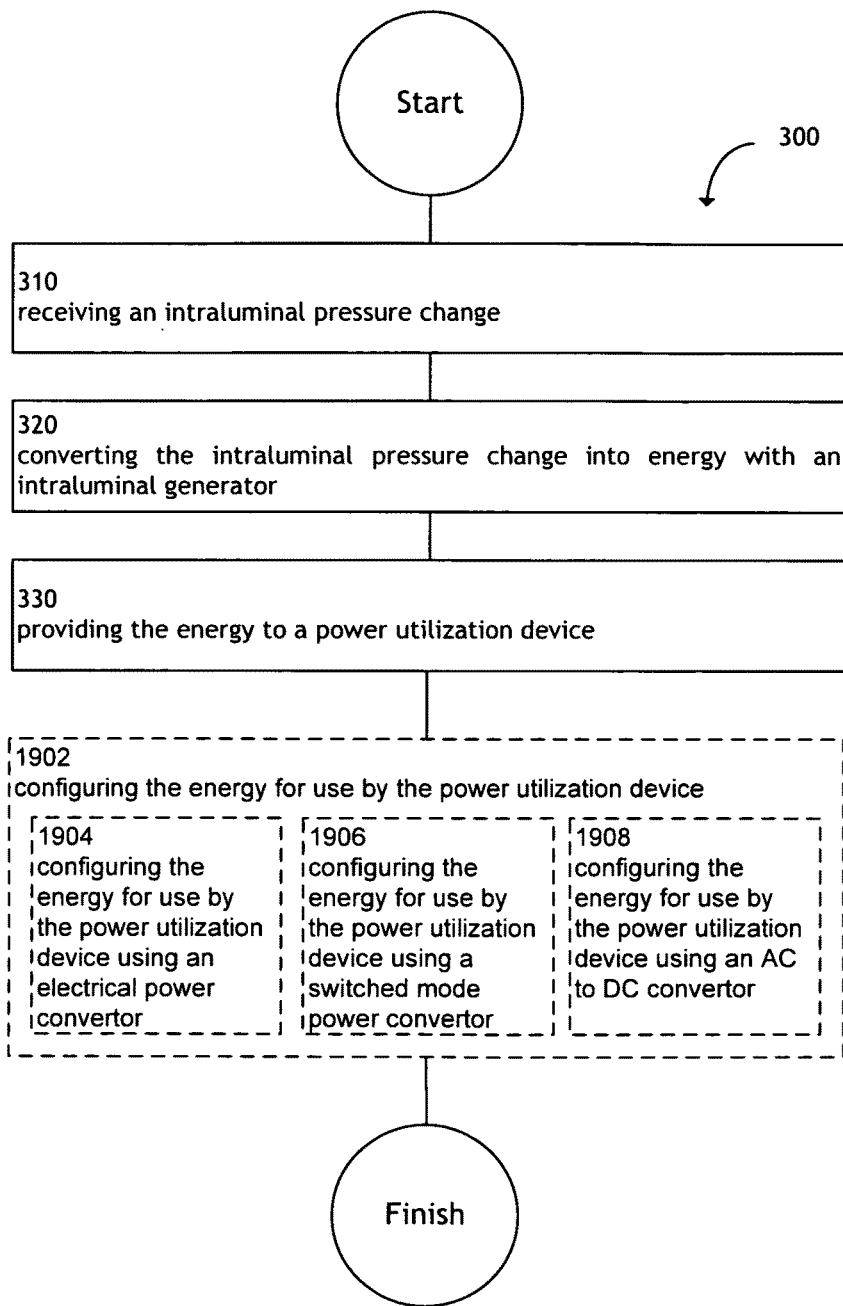 Start
300
310
receiving an intraluminal pressure change
320
converting the intraluminal pressure change into energy with an
intraluminal generator
330
providing the energy to a power utilization device
1902
configuring the energy for use by the power utilization device
1904
configuring the
energy for use by
the power utilization
device using an
electrical power
convertor
1906
configuring the
energy for use by
the power utilization
device using a
switched mode
power convertor
1908
configuring the
energy for use by
the power utilization
device using an AC
to DC convertor
Finish